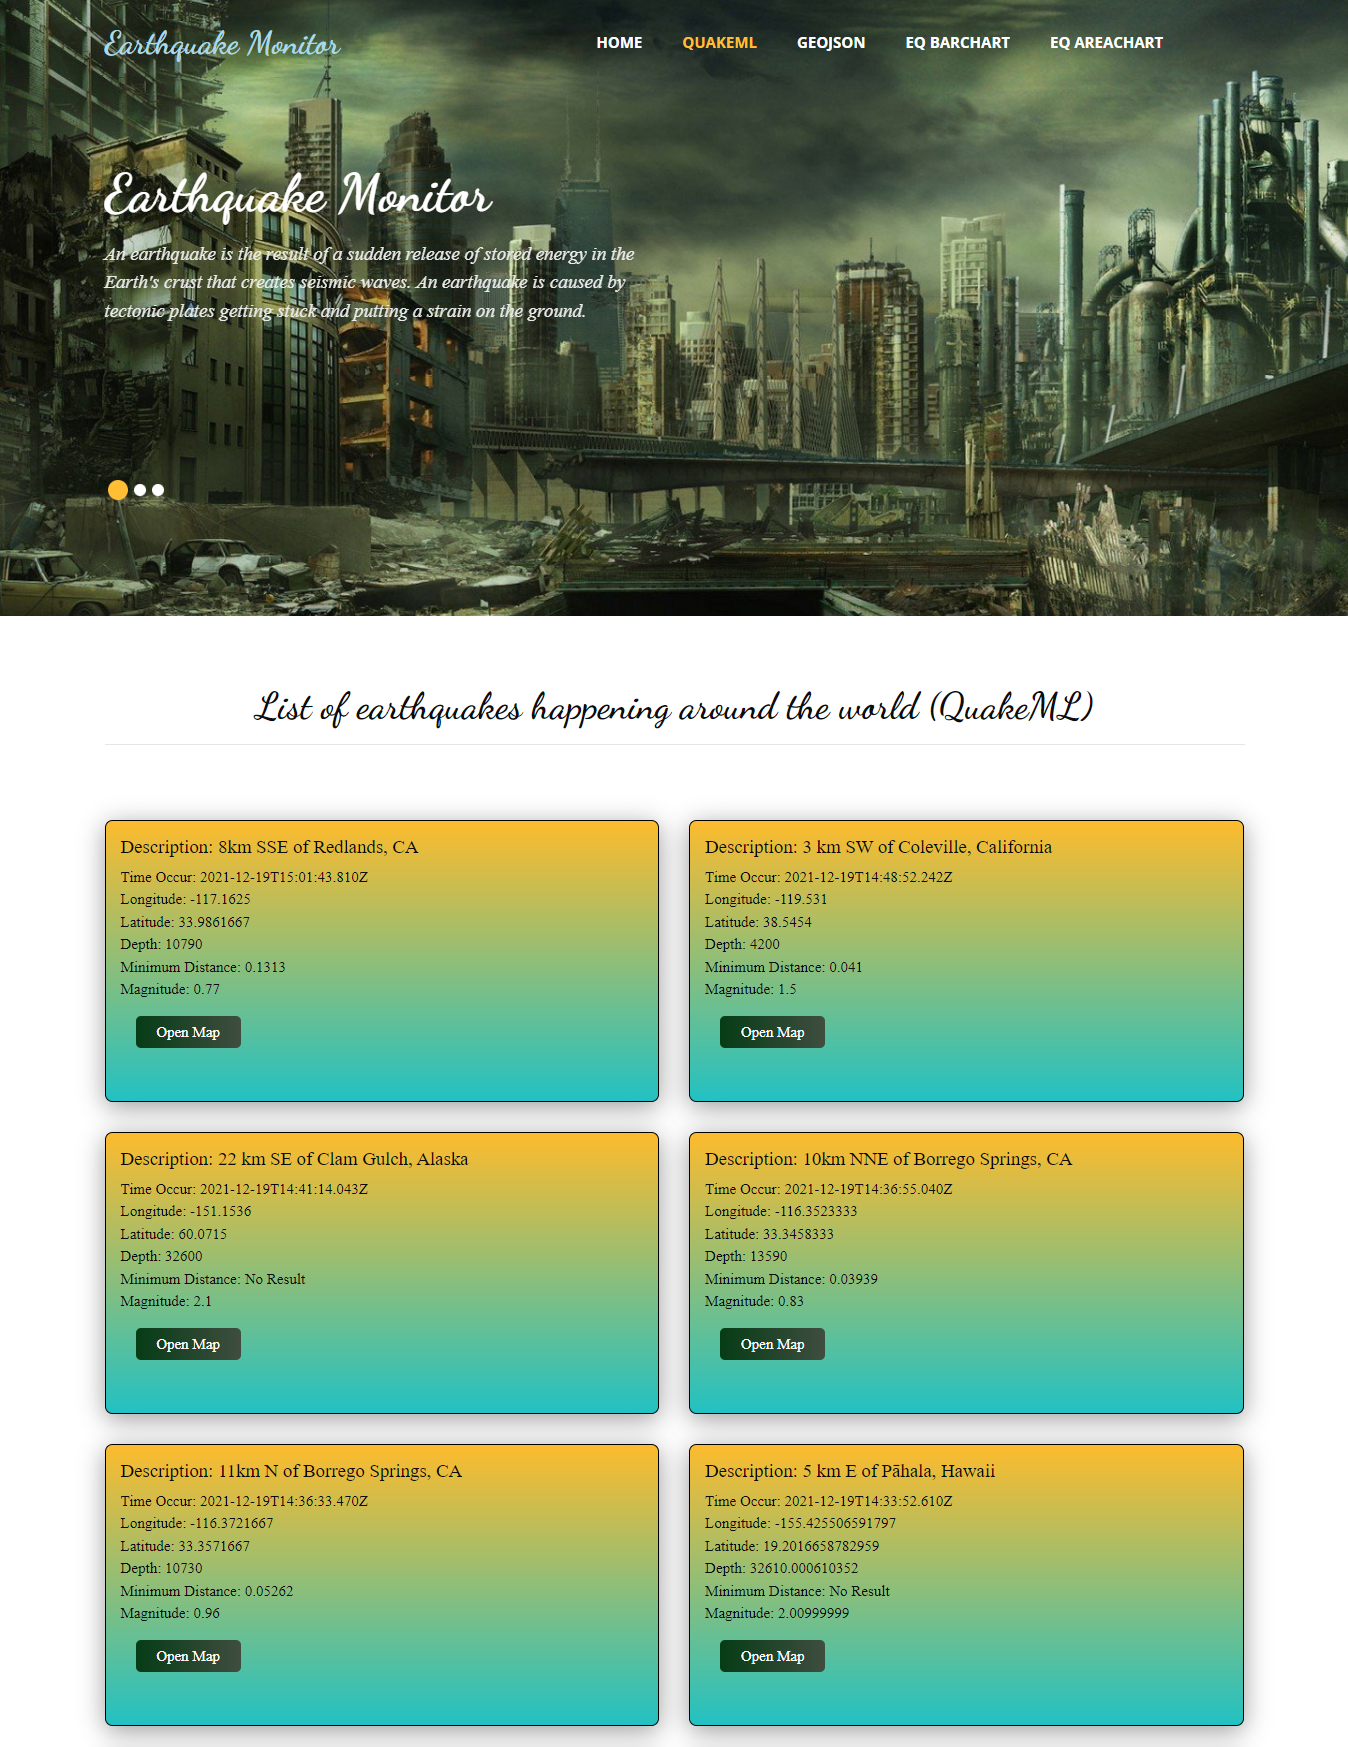 Earthquake Monitor
HOME QUAKEML GEOJSON EQ BARCHART EQ AREACHART
Earthquake Monitor
An earthquake is the result of a sudden release of stored energy in the
Earth's crust that creates seismic waves. An earthquake is caused by
tectonic plates getting stuck and putting a strain on the ground.
List of earthquakes happening around the world (QuakeML)
Description: 8km SSE of Redlands, CA
Time Occur: 2021-12-19T15:01:43.810Z
Longitude: -117.1625
Latitude: 33.9861667
Depth: 10790
Minimum Distance: 0.1313
Magnitude: 0.77
Open Map
Description: 3 km SW of Coleville, California
Time Occur: 2021-12-19T14:48:52.242Z
Longitude: -119.531
Latitude: 38.5454
Depth: 4200
Minimum Distance: 0.041
Magnitude: 1.5
Open Map
Description: 22 km SE of Clam Gulch, Alaska
Time Occur: 2021-12-19T14:41:14.043Z
Longitude: -151.1536
Latitude: 60.0715
Depth: 32600
Minimum Distance: No Result
Magnitude: 2.1
Open Map
Description: 10km NNE of Borrego Springs, CA
Time Occur: 2021-12-19T14:36:55.040Z
Longitude: -116.3523333
Latitude: 33.3458333
Depth: 13590
Minimum Distance: 0.03939
Magnitude: 0.83
Open Map
Description: 11km N of Borrego Springs, CA
Time Occur: 2021-12-19T14:36:33.470Z
Longitude: -116.3721667
Latitude: 33.3571667
Depth: 10730
Minimum Distance: 0.05262
Magnitude: 0.96
Open Map
Description: 5 km E of Pāhala, Hawaii
Time Occur: 2021-12-19T14:33:52.610Z
Longitude: -155.425506591797
Latitude: 19.2016658782959
Depth: 32610.000610352
Minimum Distance: No Result
Magnitude: 2.00999999
Open Map